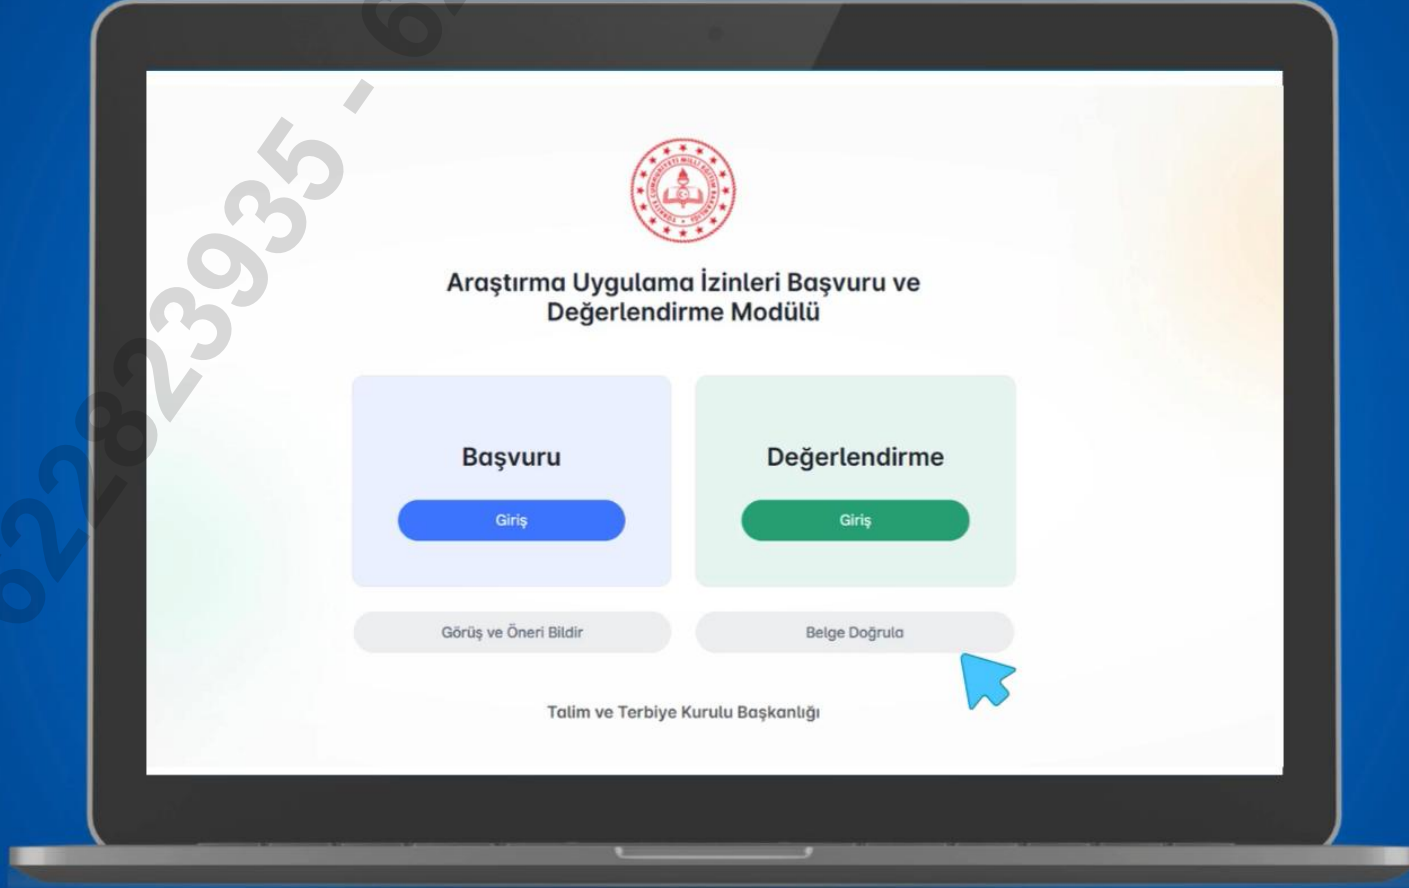 Araştırma Uygulama İzinleri Başvuru ve
Değerlendirme Modülü
Başvuru
Değerlendirme
Giriş
Giriş
Görüş ve Öneri Bildir
Belge Doğrula
Talim ve Terbiye Kurulu Başkanlığı